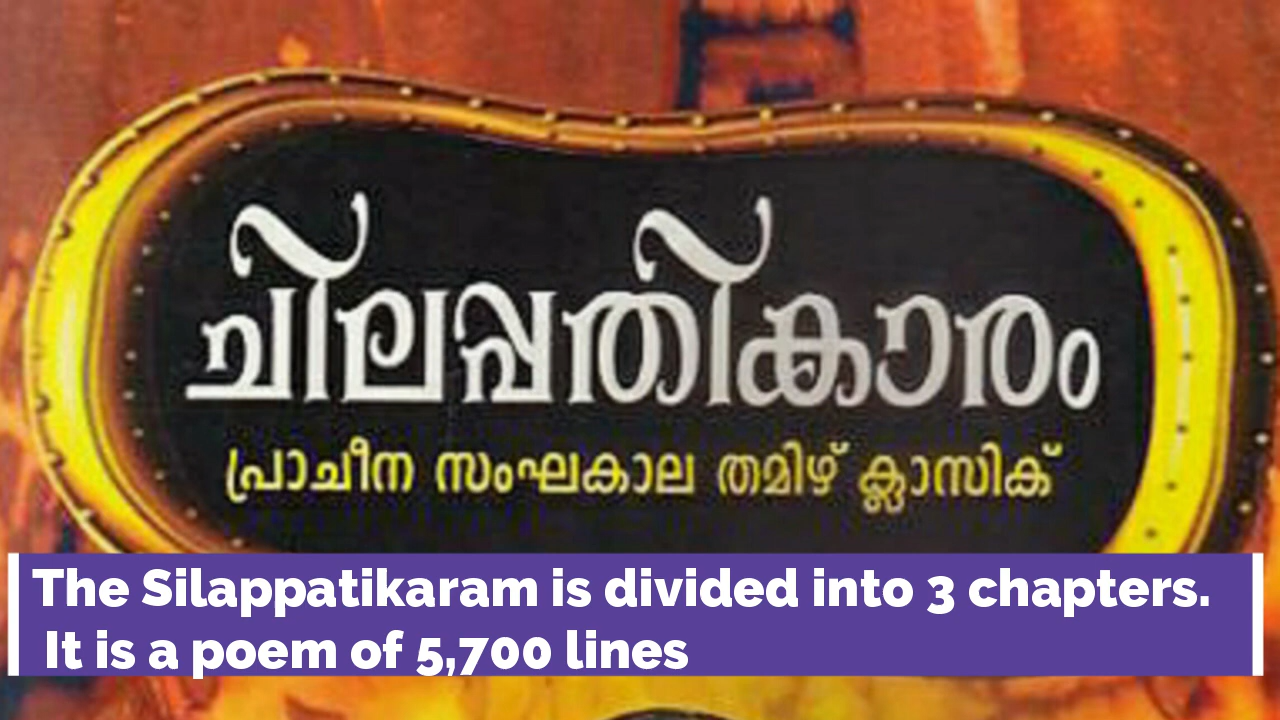 ചിലപ്പതികാരം
പ്രാചീന സംഘകാല തമിഴ് ക്ലാസിക്
The Silappatikaram is divided into 3 chapters.
It is a poem of 5,700 lines